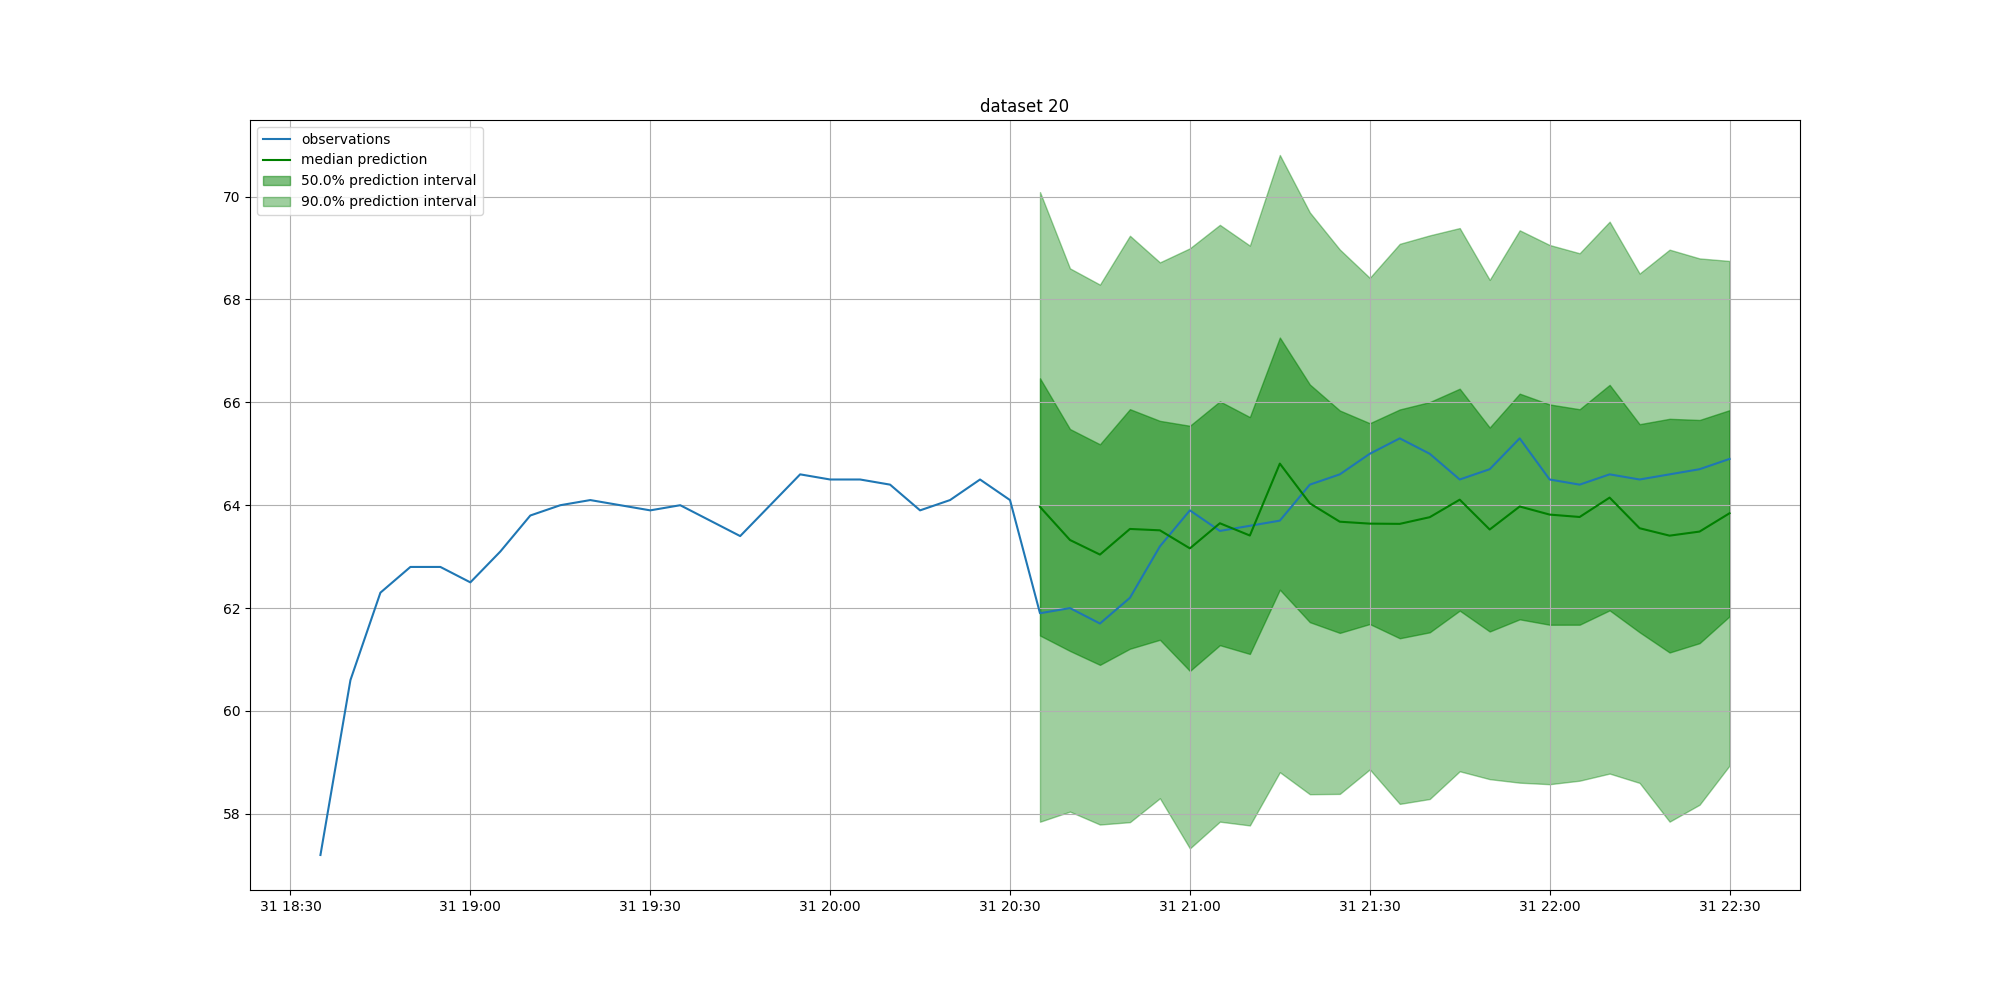 dataset 20
observations
median prediction
50.0% prediction interval
90.0% prediction interval
70
68
66
64
62
60
58
31 18:30 31 19:00 31 19:30 31 20:00 31 20:30 31 21:00 31 21:30 31 22:00 31 22:30